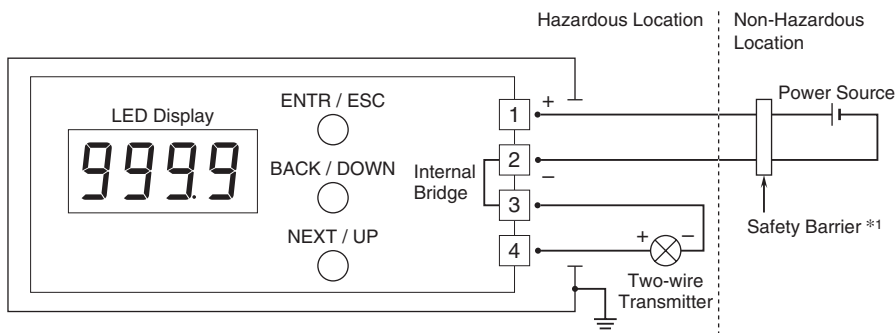 Hazardous Location
Non-Hazardous
Location
Power Source
LED Display
999.9
ENTR / ESC
BACK / DOWN
NEXT / UP
Internal
Bridge
1
+
2
–
3
4
+
–
Two-wire
Transmitter
Safety Barrier *1